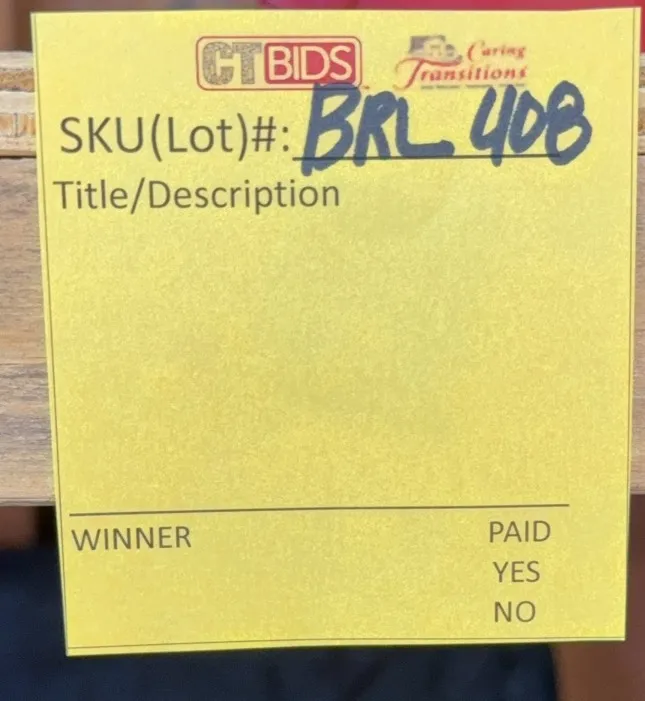 CTBIDS Caring
Transitions
SKU(Lot)#: BRL 408
Title/Description
WINNER PAID
YES
NO